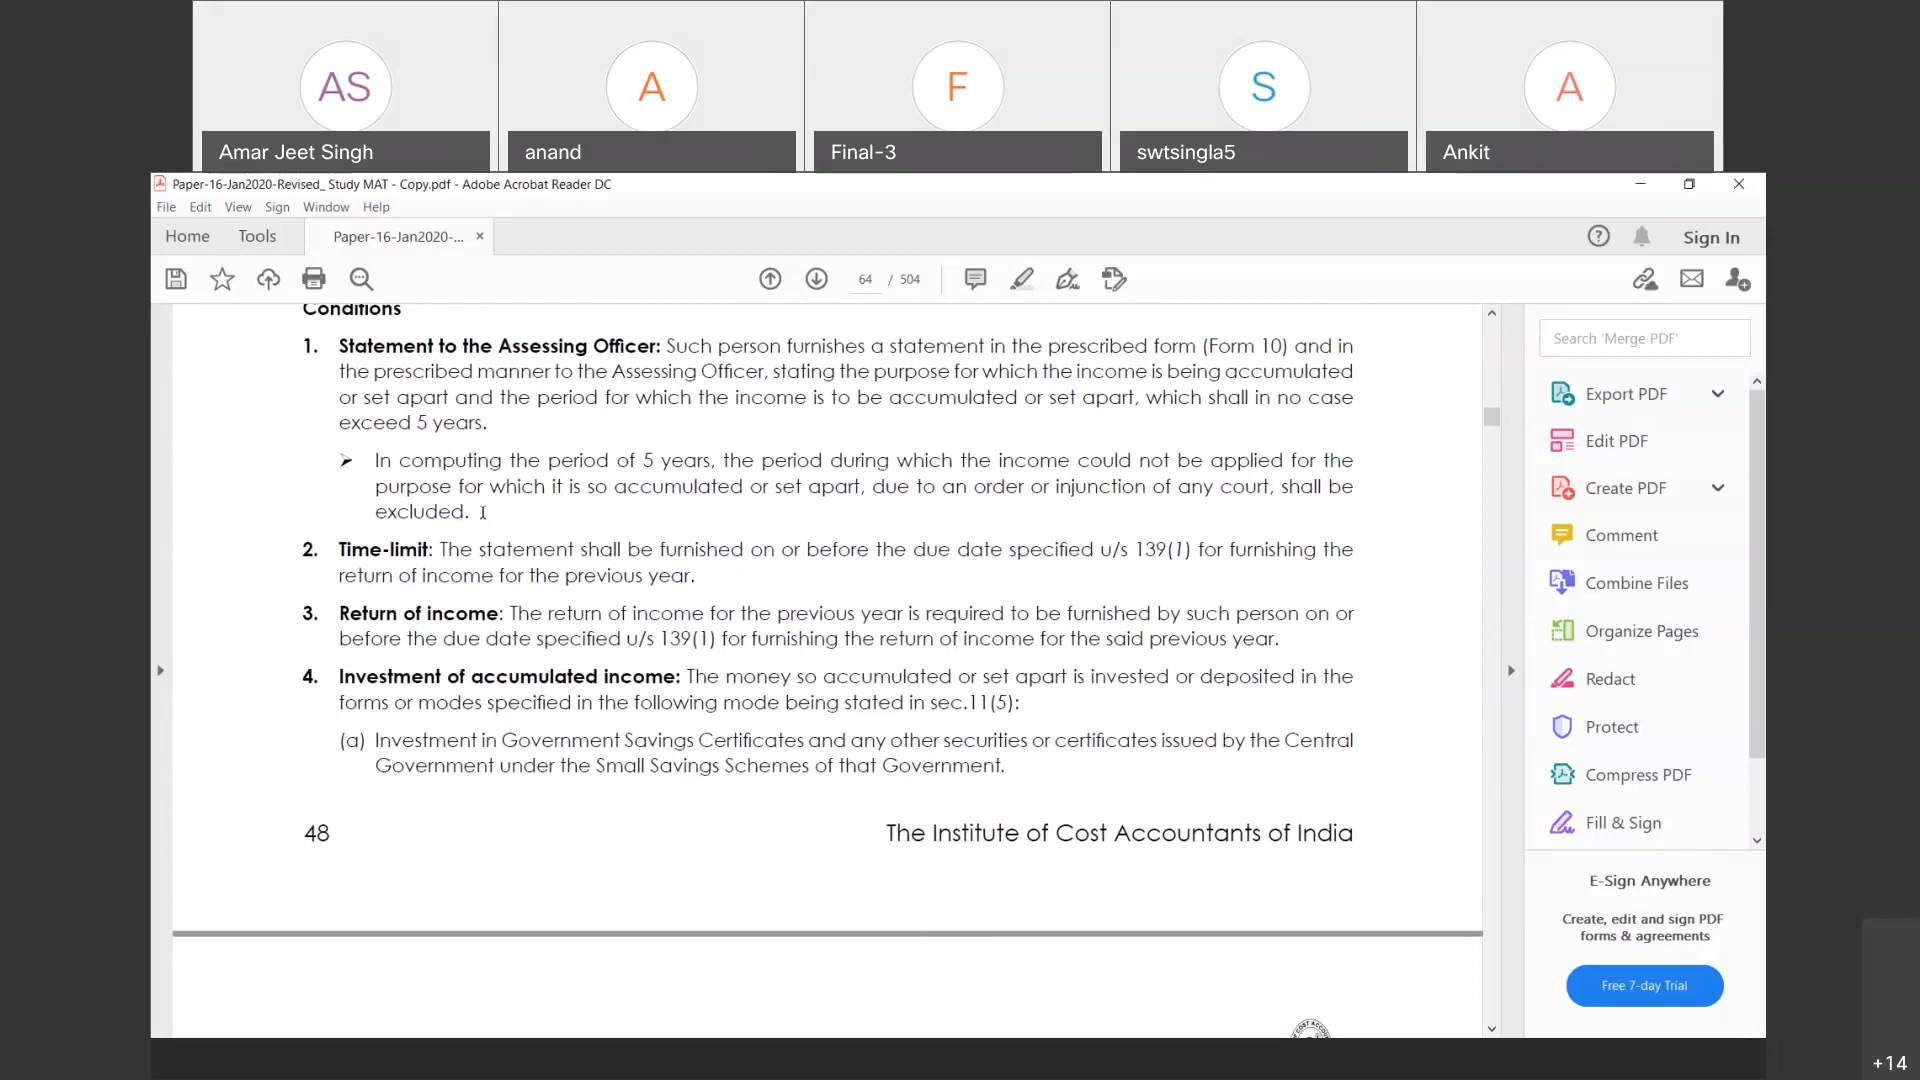 AS
A
F
S
A
Amar Jeet Singh
anand
Final-3
swtsingla5
Ankit
Paper-16-Jan2020-Revised_ Study MAT - Copy.pdf - Adobe Acrobat Reader DC
File Edit View Sign Window Help
Home Tools Paper-16-Jan2020-... × Sign In
64 / 504
Conditions
1. Statement to the Assessing Officer: Such person furnishes a statement in the prescribed form (Form 10) and in
the prescribed manner to the Assessing Officer, stating the purpose for which the income is being accumulated
or set apart and the period for which the income is to be accumulated or set apart, which shall in no case
exceed 5 years.
➢ In computing the period of 5 years, the period during which the income could not be applied for the
purpose for which it is so accumulated or set apart, due to an order or injunction of any court, shall be
excluded.
2. Time-limit: The statement shall be furnished on or before the due date specified u/s 139(1) for furnishing the
return of income for the previous year.
3. Return of income: The return of income for the previous year is required to be furnished by such person on or
before the due date specified u/s 139(1) for furnishing the return of income for the said previous year.
4. Investment of accumulated income: The money so accumulated or set apart is invested or deposited in the
forms or modes specified in the following mode being stated in sec.11(5):
(a) Investment in Government Savings Certificates and any other securities or certificates issued by the Central
Government under the Small Savings Schemes of that Government.
48 The Institute of Cost Accountants of India
Search 'Merge PDF'
Export PDF
Edit PDF
Create PDF
Comment
Combine Files
Organize Pages
Redact
Protect
Compress PDF
Fill & Sign
E-Sign Anywhere
Create, edit and sign PDF
forms & agreements
Free 7-day Trial
+14